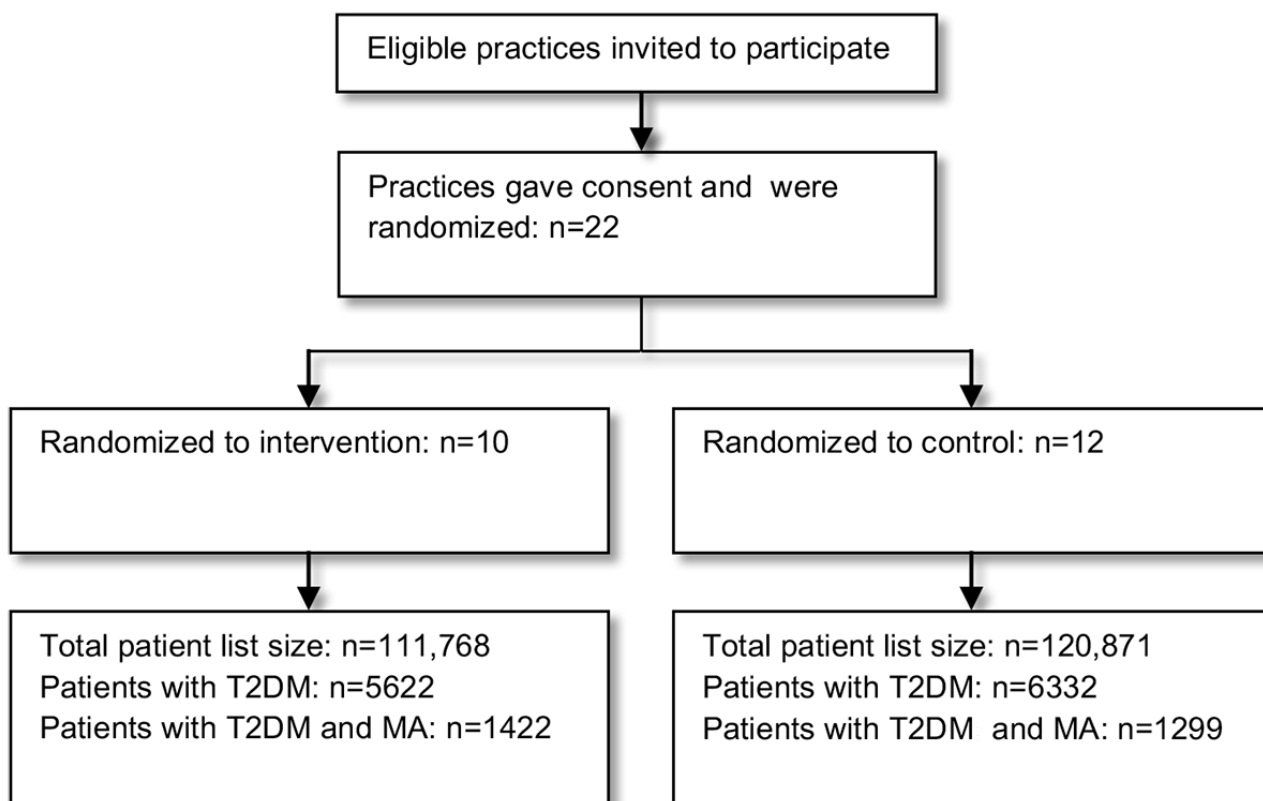 Eligible practices invited to participate
Practices gave consent and  were
randomized: n=22
Randomized to intervention: n=10
Randomized to control: n=12
Total patient list size: n=111,768
Patients with T2DM: n=5622
Patients with T2DM and MA: n=1422
Total patient list size: n=120,871
Patients with T2DM: n=6332
Patients with T2DM  and MA: n=1299